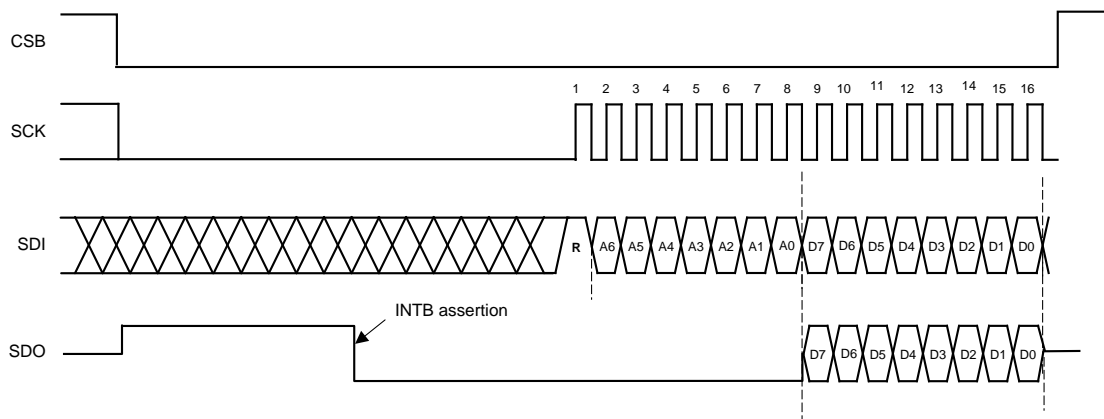 CSB
1 2 3 4 5 6 7 8 9 10 11 12 13 14 15 16
SCK
SDI R A6 A5 A4 A3 A2 A1 A0 D7 D6 D5 D4 D3 D2 D1 D0
INTB assertion
SDO D7 D6 D5 D4 D3 D2 D1 D0